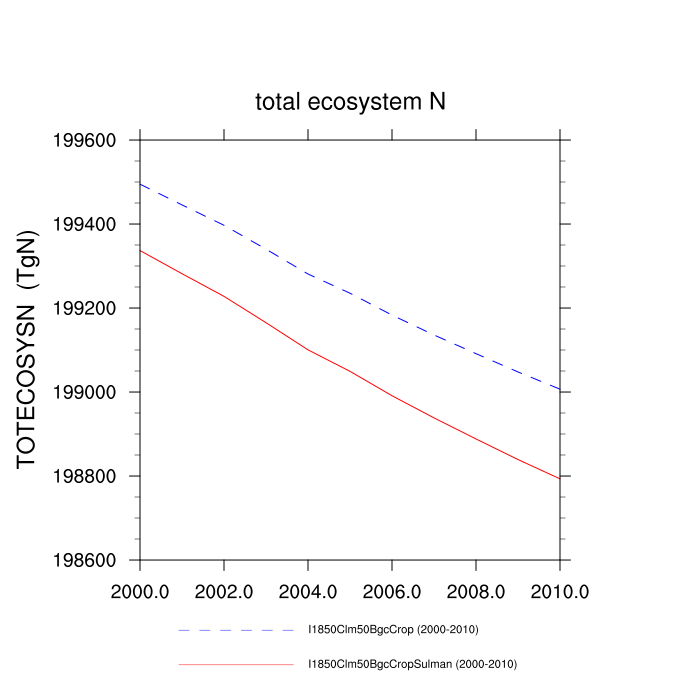 total ecosystem N
TOTECOSYSN (TgN)
199600
199400
199200
199000
198800
198600
2000.0 2002.0 2004.0 2006.0 2008.0 2010.0
I1850Clm50BgcCrop (2000-2010)
I1850Clm50BgcCropSulman (2000-2010)